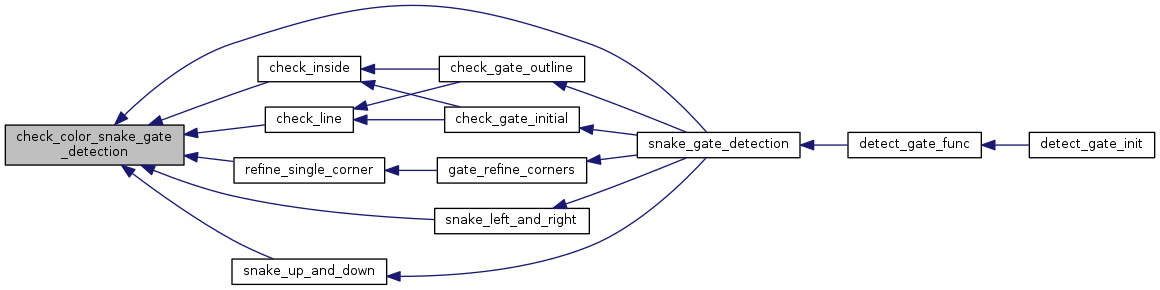 check_color_snake_gate
_detection
check_inside
check_line
refine_single_corner
snake_up_and_down
check_gate_outline
check_gate_initial
gate_refine_corners
snake_left_and_right
snake_gate_detection
detect_gate_func
detect_gate_init